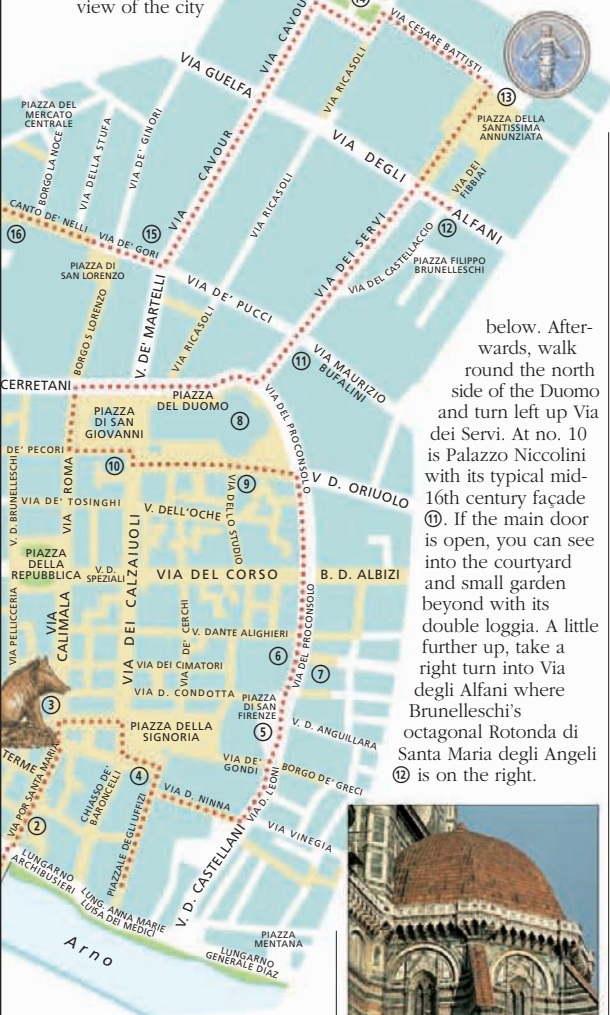 view of the city
14
VIA CESARE BATTISTI
VIA CAVOUR
VIA GUELFA
VIA RICASOLI
13
PIAZZA DELLA
SANTISSIMA
ANNUNZIATA
PIAZZA DEL
MERCATO
CENTRALE
BORGO LA NOCE
VIA DELLA STUFA
VIA DE' GINORI
VIA CAVOUR
VIA DEGLI ALFANI
VIA DEI
FIBBIAI
VIA RICASOLI
12
CANTO DE' NELLI
VIA DE' GORI
15
16
VIA DEI SERVI
VIA DEL CASTELLACCIO
PIAZZA FILIPPO
BRUNELLESCHI
PIAZZA DI
SAN LORENZO
VIA DE' PUCCI
BORGO S LORENZO
V. DE' MARTELLI
VIA RICASOLI
11
VIA MAURIZIO
BUFALINI
CERRETANI
PIAZZA
DEL DUOMO
8
PIAZZA
DI SAN
GIOVANNI
VIA DEL PROCONSOLO
DE' PECORI
10
9
V D. ORIUOLO
V. D. BRUNELLESCHI
VIA ROMA
VIA DE' TOSINGHI
V. DELL'OCHE
VIA DELLO STUDIO
PIAZZA
DELLA
REPUBBLICA
V. D.
SPEZIALI
VIA DEL CORSO
B. D. ALBIZI
VIA PELLICCERIA
VIA
CALIMALA
VIA DEI CALZAIUOLI
VIA DE' CERCHI
V. DANTE ALIGHIERI
VIA DEL PROCONSOLO
6
VIA DEI CIMATORI
7
VIA D. CONDOTTA
PIAZZA
DI SAN
FIRENZE
3
PIAZZA DELLA
SIGNORIA
5
V. D. ANGUILLARA
TERME
VIA POR SANTA MARIA
CHIASSO DE'
BARONCELLI
4
VIA DE'
GONDI
BORGO DE' GRECI
VIA D. NINNA
VIA D. LEONI
2
PIAZZALE DEGLI UFFIZI
VIA VINEGIA
V. D. CASTELLANI
LUNGARNO
ARCHIBUSIERI
LUNG. ANNA MARIE
LUISA DEI MEDICI
PIAZZA
MENTANA
Arno
LUNGARNO
GENERALE DIAZ
below. After-
wards, walk
round the north
side of the Duomo
and turn left up Via
dei Servi. At no. 10
is Palazzo Niccolini
with its typical mid-
16th century façade
⑪. If the main door
is open, you can see
into the courtyard
and small garden
beyond with its
double loggia. A little
further up, take a
right turn into Via
degli Alfani where
Brunelleschi's
octagonal Rotonda di
Santa Maria degli Angeli
⑫ is on the right.